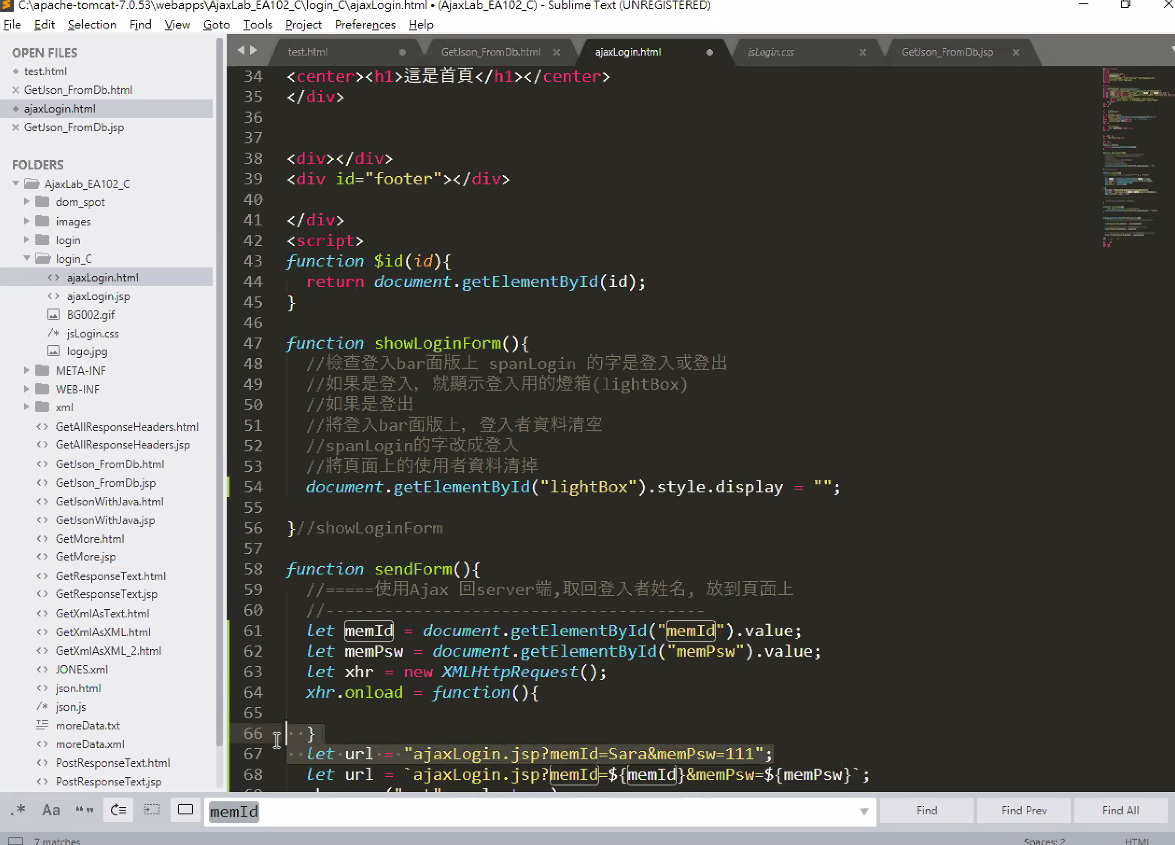 C:\apache-tomcat-7.0.53\webapps\AjaxLab_EA102_C\login_C\ajaxLogin.html • (AjaxLab_EA102_C) - Sublime Text (UNREGISTERED)
File Edit Selection Find View Goto Tools Project Preferences Help
OPEN FILES
test.html
GetJson_FromDb.html
ajaxLogin.html
GetJson_FromDb.jsp
FOLDERS
AjaxLab_EA102_C
dom_spot
images
login
login_C
ajaxLogin.html
ajaxLogin.jsp
BG002.gif
jsLogin.css
logo.jpg
META-INF
WEB-INF
xml
GetAllResponseHeaders.html
GetAllResponseHeaders.jsp
GetJson_FromDb.html
GetJson_FromDb.jsp
GetJsonWithJava.html
GetJsonWithJava.jsp
GetMore.html
GetMore.jsp
GetResponseText.html
GetResponseText.jsp
GetXmlAsText.html
GetXmlAsXML.html
GetXmlAsXML_2.html
JONES.xml
json.html
json.js
moreData.txt
moreData.xml
PostResponseText.html
PostResponseText.jsp
test.html GetJson_FromDb.html ajaxLogin.html jsLogin.css GetJson_FromDb.jsp
34 <center><h1>這是首頁</h1></center>
35 </div>
36
37
38 <div></div>
39 <div id="footer"></div>
40
41 </div>
42 <script>
43 function $id(id){
44 return document.getElementById(id);
45 }
46
47 function showLoginForm(){
48 //檢查登入bar面版上 spanLogin 的字是登入或登出
49 //如果是登入, 就顯示登入用的燈箱(lightBox)
50 //如果是登出
51 //將登入bar面版上, 登入者資料清空
52 //spanLogin的字改成登入
53 //將頁面上的使用者資料清掉
54 document.getElementById("lightBox").style.display = "";
55
56 }//showLoginForm
57
58 function sendForm(){
59 //=====使用Ajax 回server端,取回登入者姓名, 放到頁面上
60 //---------------------------------------
61 let memId = document.getElementById("memId").value;
62 let memPsw = document.getElementById("memPsw").value;
63 let xhr = new XMLHttpRequest();
64 xhr.onload = function(){
65
66 }
67 let url = "ajaxLogin.jsp?memId=Sara&memPsw=111";
68 let url = `ajaxLogin.jsp?memId=${memId}&memPsw=${memPsw}`;
.* Aa “” memId Find Find Prev Find All
7 matches Spaces: 2 HTML